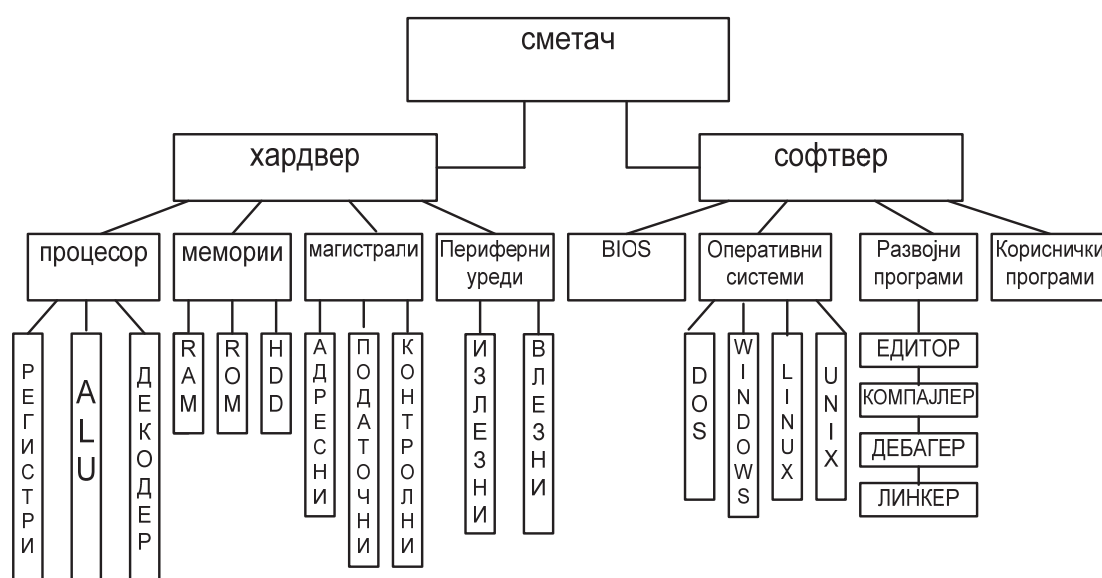 сметач
хардвер
софтвер
процесор
мемории
магистрали
Периферни
уреди
BIOS
Оперативни
системи
Развојни
програми
Кориснички
програми
РЕГИСТРИ
ALU
ДЕКОДЕР
RAM
ROM
HDD
АДРЕСНИ
ПОДАТОЧНИ
КОНТРОЛНИ
ИЗЛЕЗНИ
ВЛЕЗНИ
DOS
WINDOWS
LINUX
UNIX
ЕДИТОР
КОМПАЈЛЕР
ДЕБАГЕР
ЛИНКЕР